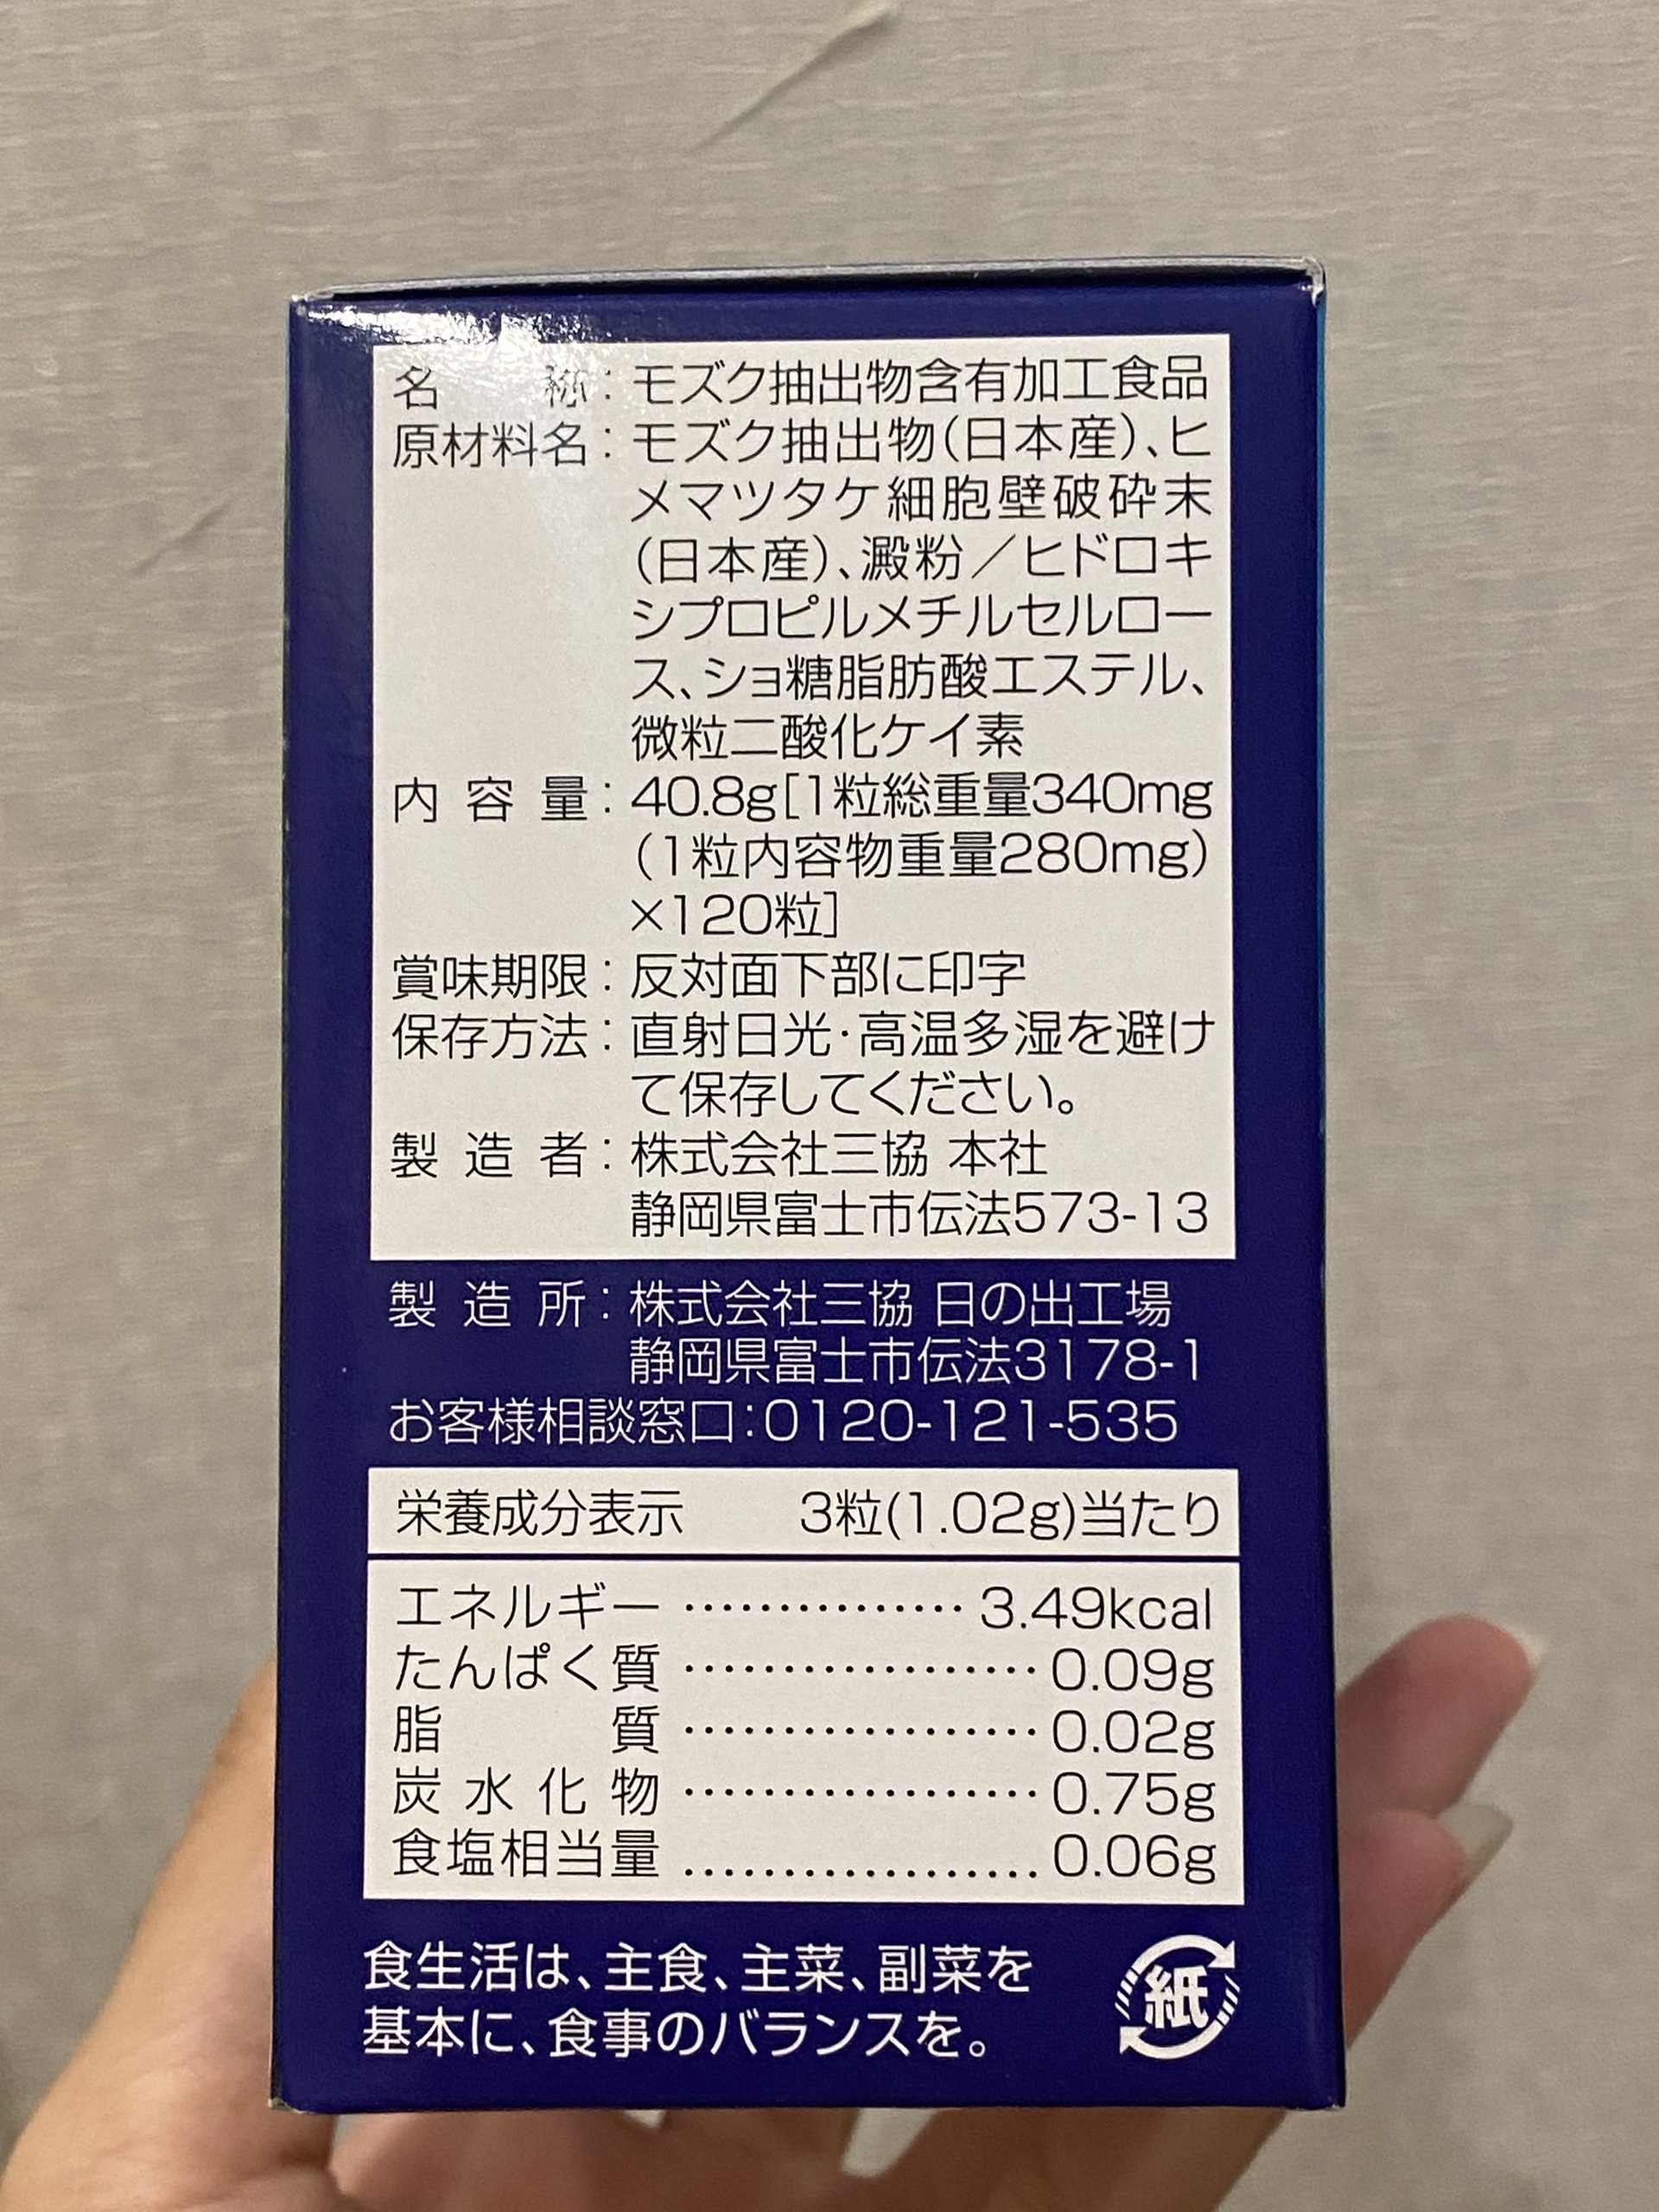 名称：モズク抽出物含有加工食品
原材料名：モズク抽出物(日本産)、ヒ
メマツタケ細胞壁破砕末
(日本産)、澱粉／ヒドロキ
シプロピルメチルセルロー
ス、ショ糖脂肪酸エステル、
微粒二酸化ケイ素
内容量：40.8g[1粒総重量340mg
(1粒内容物重量280mg)
×120粒]
賞味期限：反対面下部に印字
保存方法：直射日光・高温多湿を避け
て保存してください。
製造者：株式会社三協 本社
静岡県富士市伝法573-13
製造所：株式会社三協 日の出工場
静岡県富士市伝法3178-1
お客様相談窓口：0120-121-535
栄養成分表示 3粒(1.02g)当たり
エネルギー……………3.49kcal
たんぱく質………………0.09g
脂質………………0.02g
炭水化物………………0.75g
食塩相当量………………0.06g
食生活は、主食、主菜、副菜を
基本に、食事のバランスを。
紙